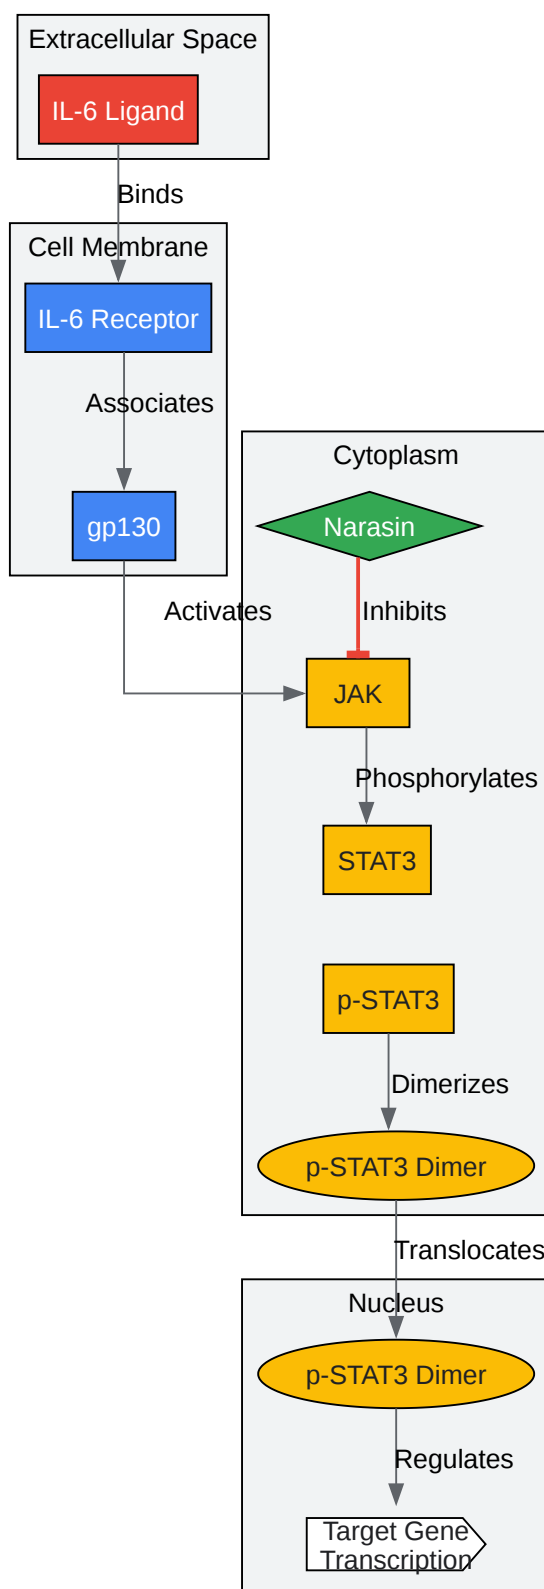 Extracellular Space
IL-6 Ligand
Binds
Cell Membrane
IL-6 Receptor
Associates
gp130
Activates
Cytoplasm
Narasin
Inhibits
JAK
Phosphorylates
STAT3
p-STAT3
Dimerizes
p-STAT3 Dimer
Translocates
Nucleus
p-STAT3 Dimer
Regulates
Target Gene
Transcription